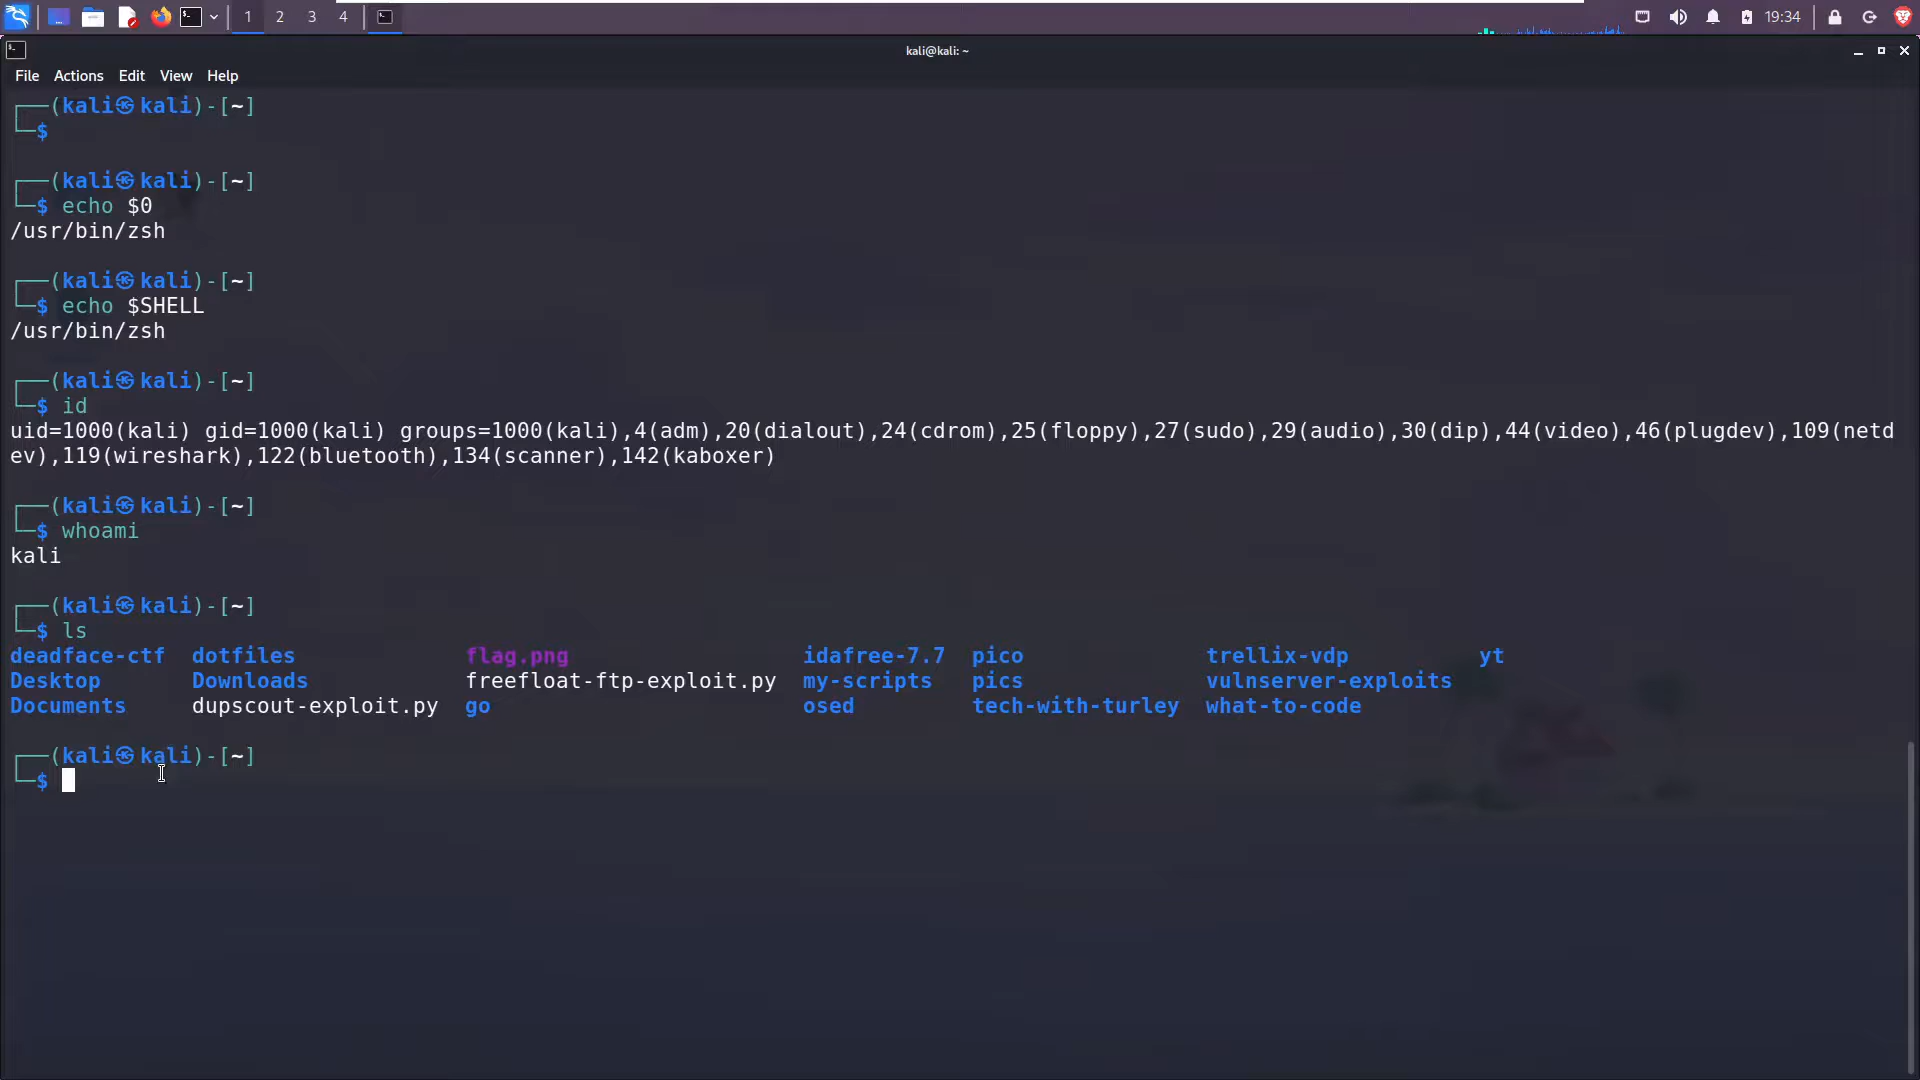 1 2 3 4 19:34
kali@kali: ~
File Actions Edit View Help
┌──(kali㉿kali)-[~]
└─$
┌──(kali㉿kali)-[~]
└─$ echo $0
/usr/bin/zsh
┌──(kali㉿kali)-[~]
└─$ echo $SHELL
/usr/bin/zsh
┌──(kali㉿kali)-[~]
└─$ id
uid=1000(kali) gid=1000(kali) groups=1000(kali),4(adm),20(dialout),24(cdrom),25(floppy),27(sudo),29(audio),30(dip),44(video),46(plugdev),109(netd
ev),119(wireshark),122(bluetooth),134(scanner),142(kaboxer)
┌──(kali㉿kali)-[~]
└─$ whoami
kali
┌──(kali㉿kali)-[~]
└─$ ls
deadface-ctf dotfiles flag.png idafree-7.7 pico trellix-vdp yt
Desktop Downloads freefloat-ftp-exploit.py my-scripts pics vulnserver-exploits
Documents dupscout-exploit.py go osed tech-with-turley what-to-code
┌──(kali㉿kali)-[~]
└─$